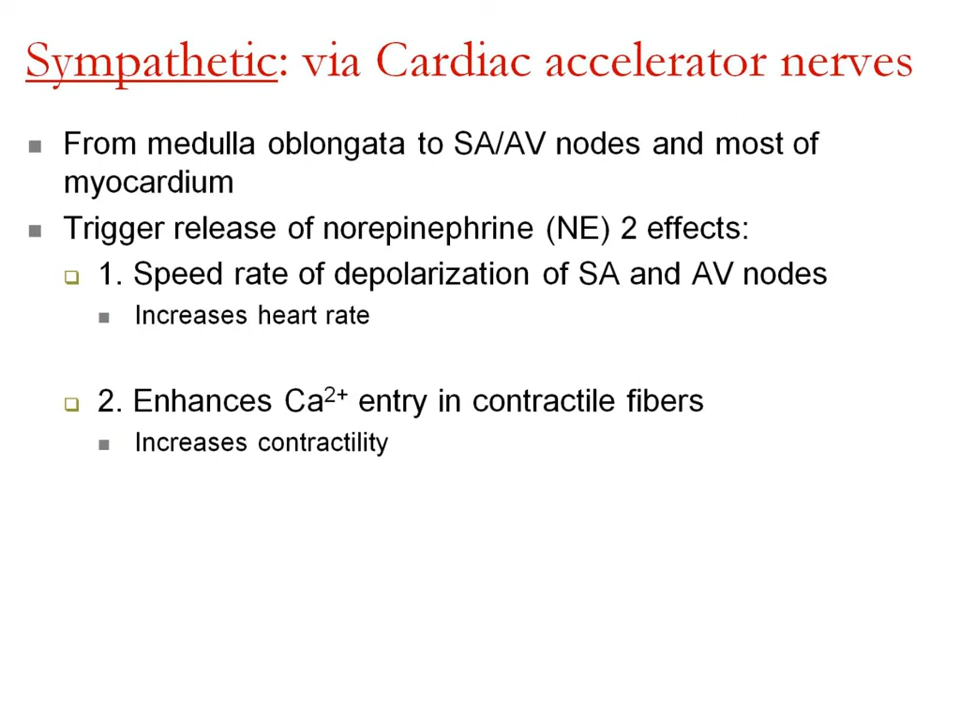 Sympathetic: via Cardiac accelerator nerves
From medulla oblongata to SA/AV nodes and most of
myocardium
Trigger release of norepinephrine (NE) 2 effects:
1. Speed rate of depolarization of SA and AV nodes
Increases heart rate
2. Enhances Ca²⁺ entry in contractile fibers
Increases contractility